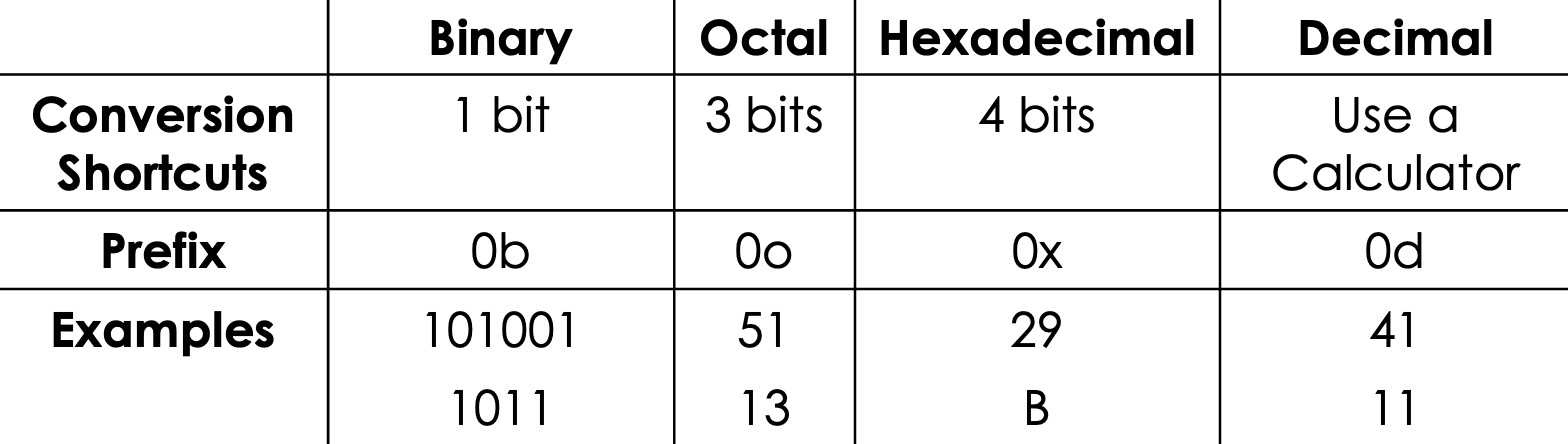 Binary Octal Hexadecimal Decimal
Conversion Shortcuts 1 bit 3 bits 4 bits Use a Calculator
Prefix 0b 0o 0x 0d
Examples 101001 51 29 41
1011 13 B 11